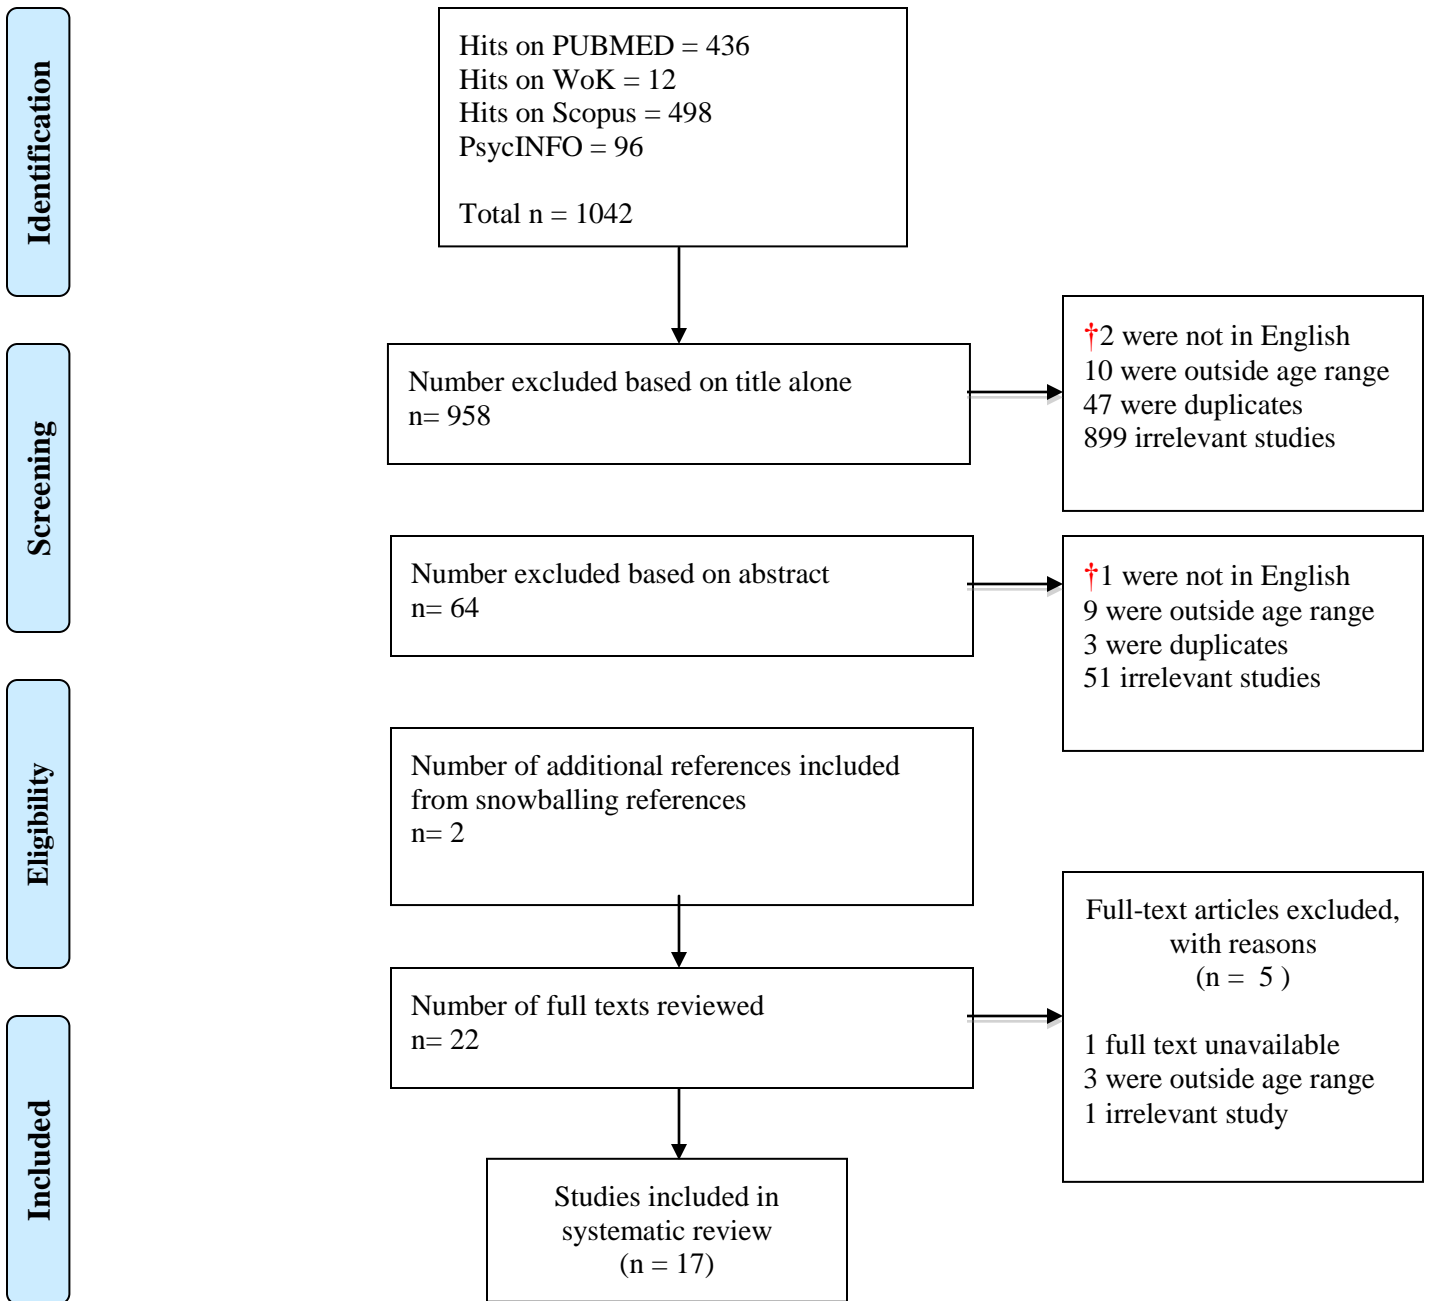 Identification
Hits on PUBMED = 436
Hits on WoK = 12
Hits on Scopus = 498
PsycINFO = 96
Total n = 1042
Screening
Number excluded based on title alone
n= 958
†2 were not in English
10 were outside age range
47 were duplicates
899 irrelevant studies
Number excluded based on abstract
n= 64
†1 were not in English
9 were outside age range
3 were duplicates
51 irrelevant studies
Eligibility
Number of additional references included
from snowballing references
n= 2
Number of full texts reviewed
n= 22
Full-text articles excluded,
with reasons
(n =  5 )
1 full text unavailable
3 were outside age range
1 irrelevant study
Included
Studies included in
systematic review
(n = 17)